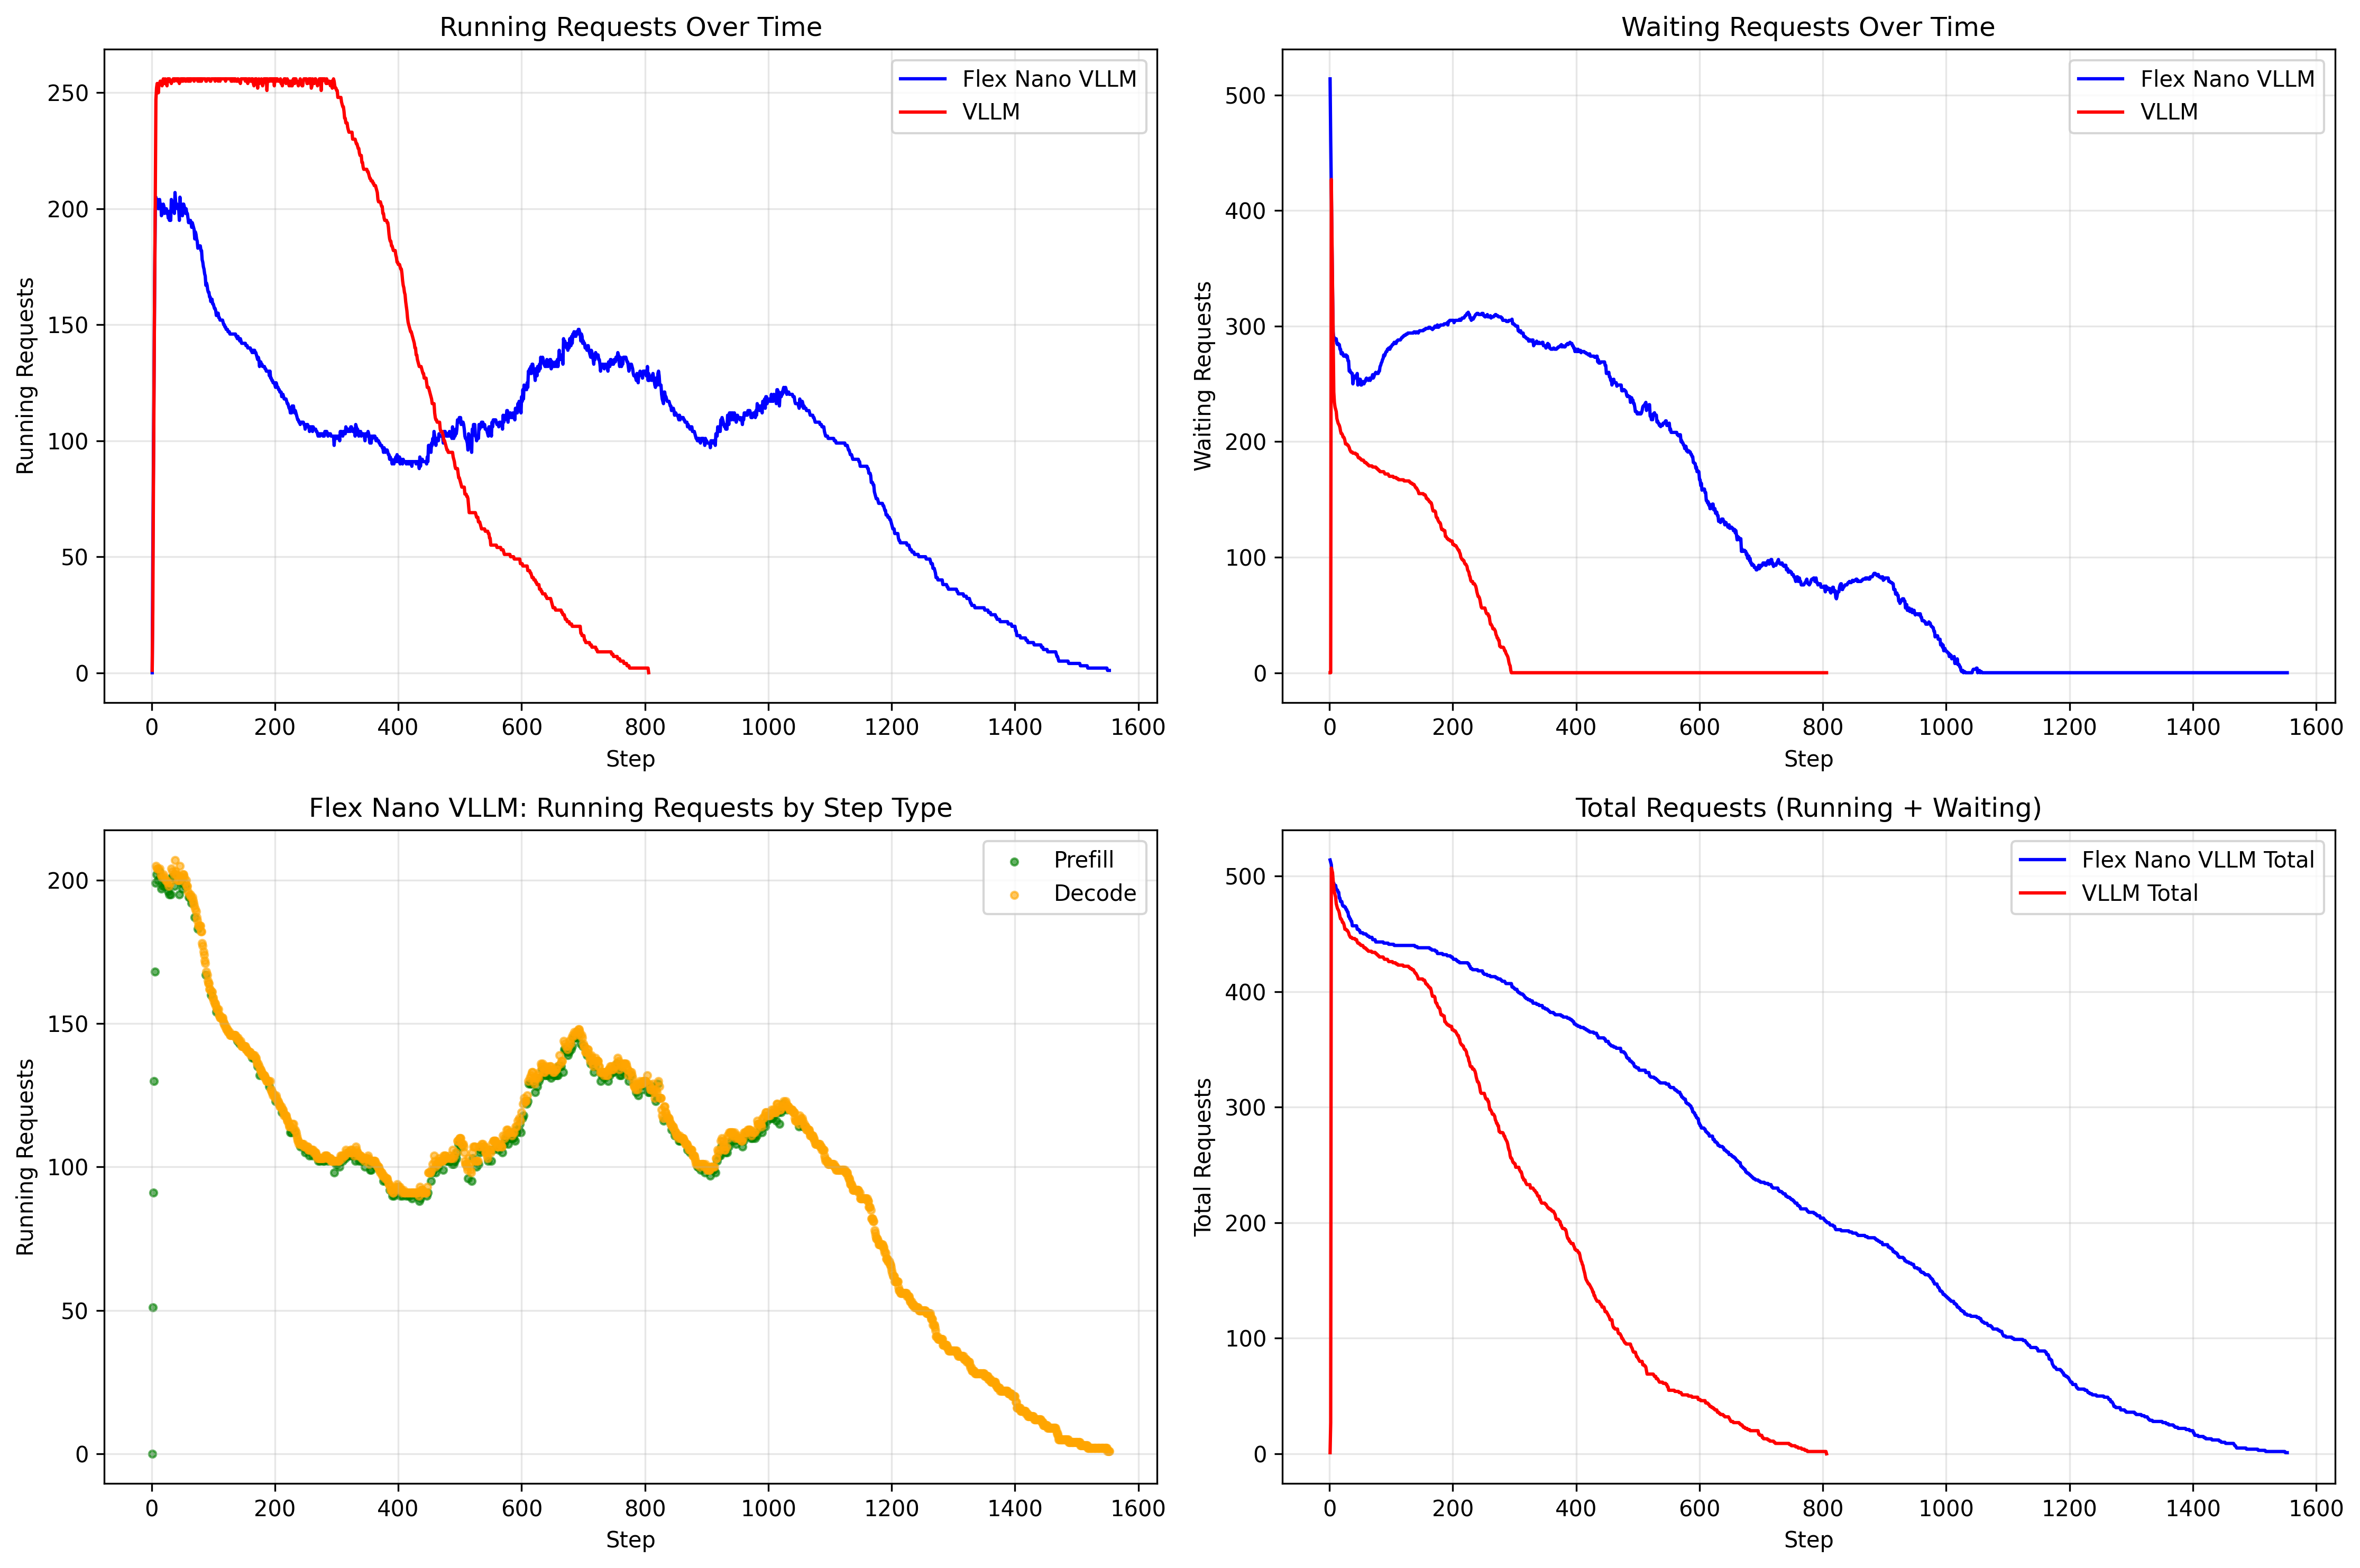 Running Requests Over Time
Running Requests
250
200
150
100
50
0
0 200 400 600 800 1000 1200 1400 1600
Step
Flex Nano VLLM
VLLM
Waiting Requests Over Time
Waiting Requests
500
400
300
200
100
0
0 200 400 600 800 1000 1200 1400 1600
Step
Flex Nano VLLM
VLLM
Flex Nano VLLM: Running Requests by Step Type
Running Requests
200
150
100
50
0
0 200 400 600 800 1000 1200 1400 1600
Step
Prefill
Decode
Total Requests (Running + Waiting)
Total Requests
500
400
300
200
100
0
0 200 400 600 800 1000 1200 1400 1600
Step
Flex Nano VLLM Total
VLLM Total